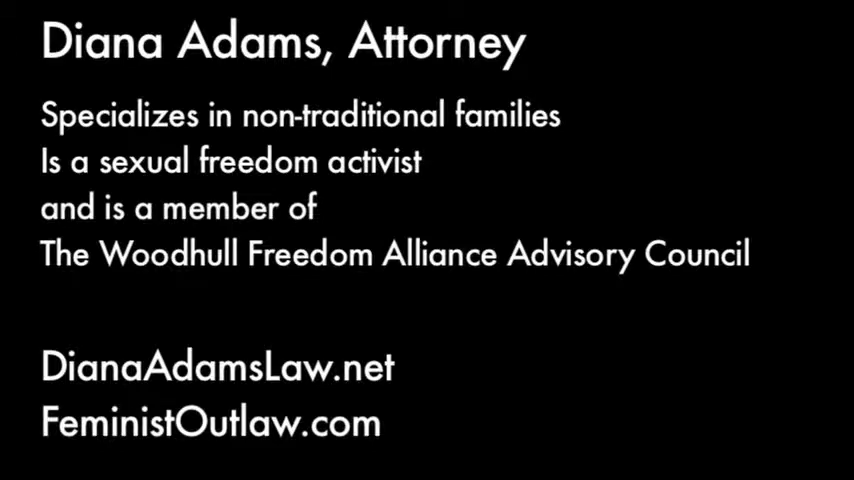 Diana Adams, Attorney
Specializes in non-traditional families
Is a sexual freedom activist
and is a member of
The Woodhull Freedom Alliance Advisory Council
DianaAdamsLaw.net
FeministOutlaw.com